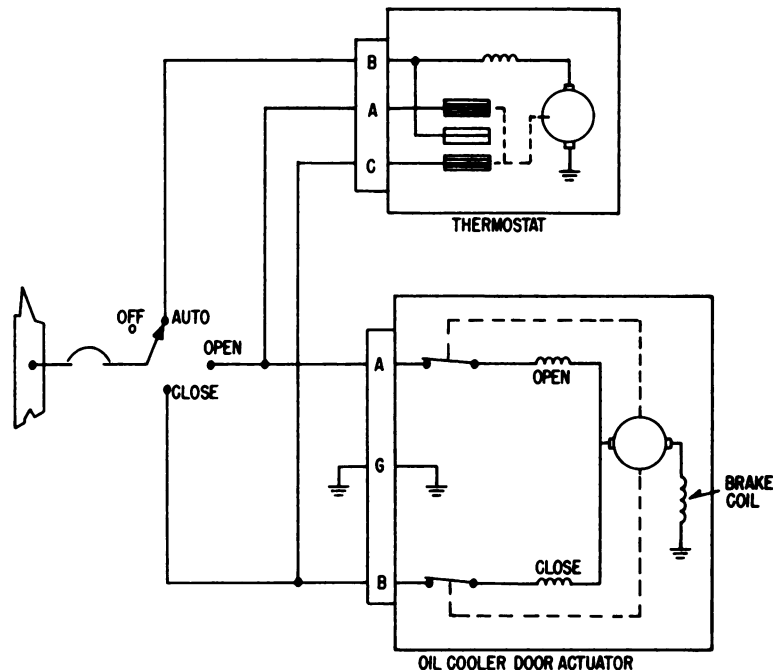 B
A
C
THERMOSTAT
OFF
AUTO
OPEN
CLOSE
A
OPEN
G
BRAKE
COIL
CLOSE
B
OIL COOLER DOOR ACTUATOR